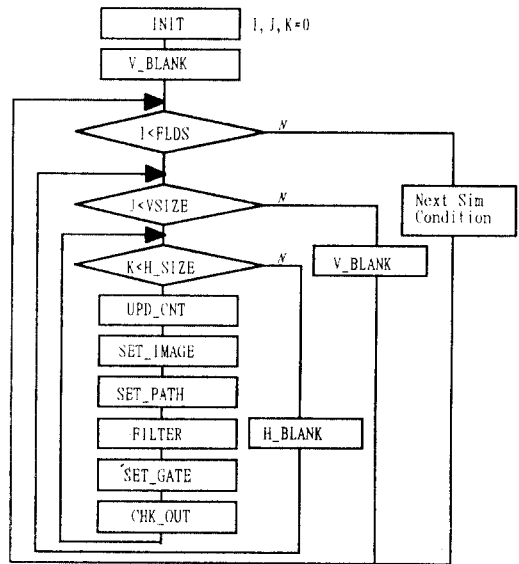 INIT
I, J, K=0
V_BLANK
I<FLDS
N
J<VSIZE
N
Next Sim
Condition
K<H_SIZE
N
V_BLANK
UPD_CNT
SET_IMAGE
SET_PATH
FILTER
H_BLANK
SET_GATE
CHK_OUT